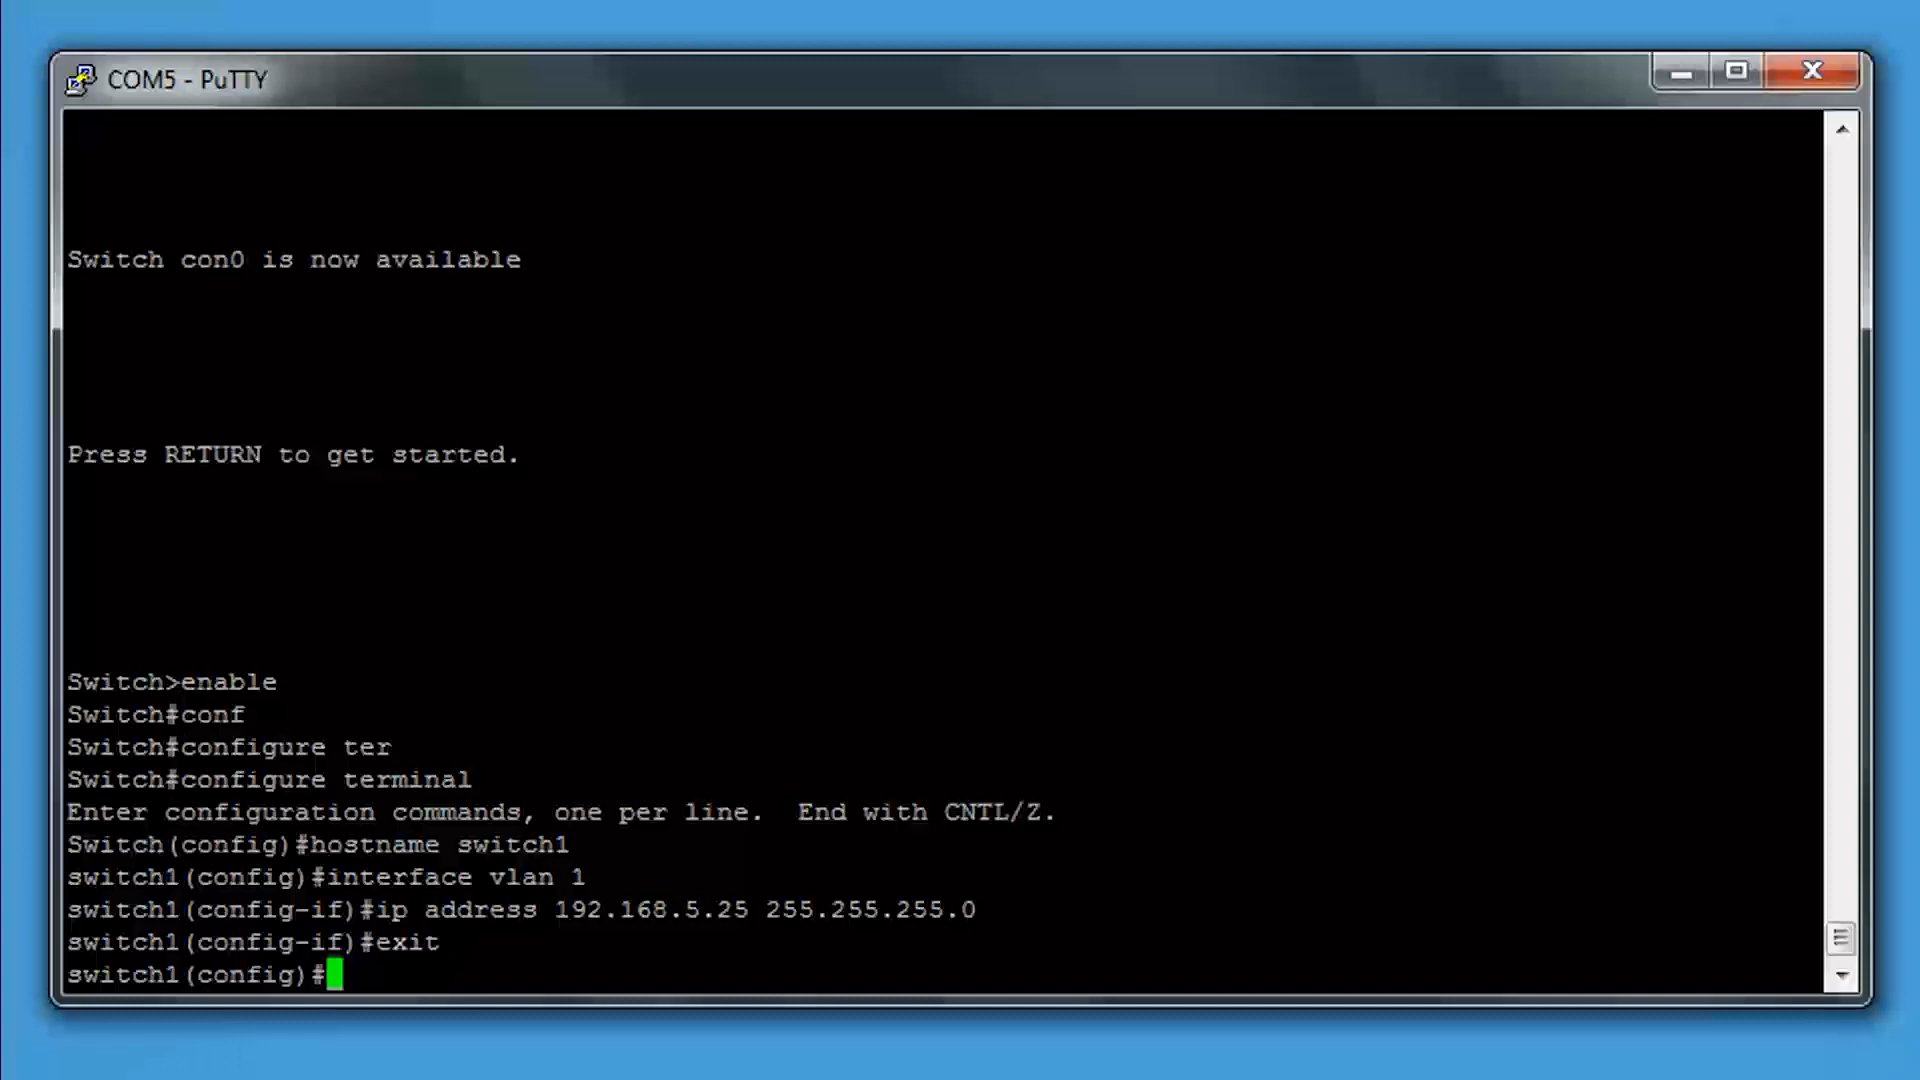 COM5 - PuTTY
Switch con0 is now available
Press RETURN to get started.
Switch>enable
Switch#conf
Switch#configure ter
Switch#configure terminal
Enter configuration commands, one per line.  End with CNTL/Z.
Switch(config)#hostname switch1
switch1(config)#interface vlan 1
switch1(config-if)#ip address 192.168.5.25 255.255.255.0
switch1(config-if)#exit
switch1(config)#